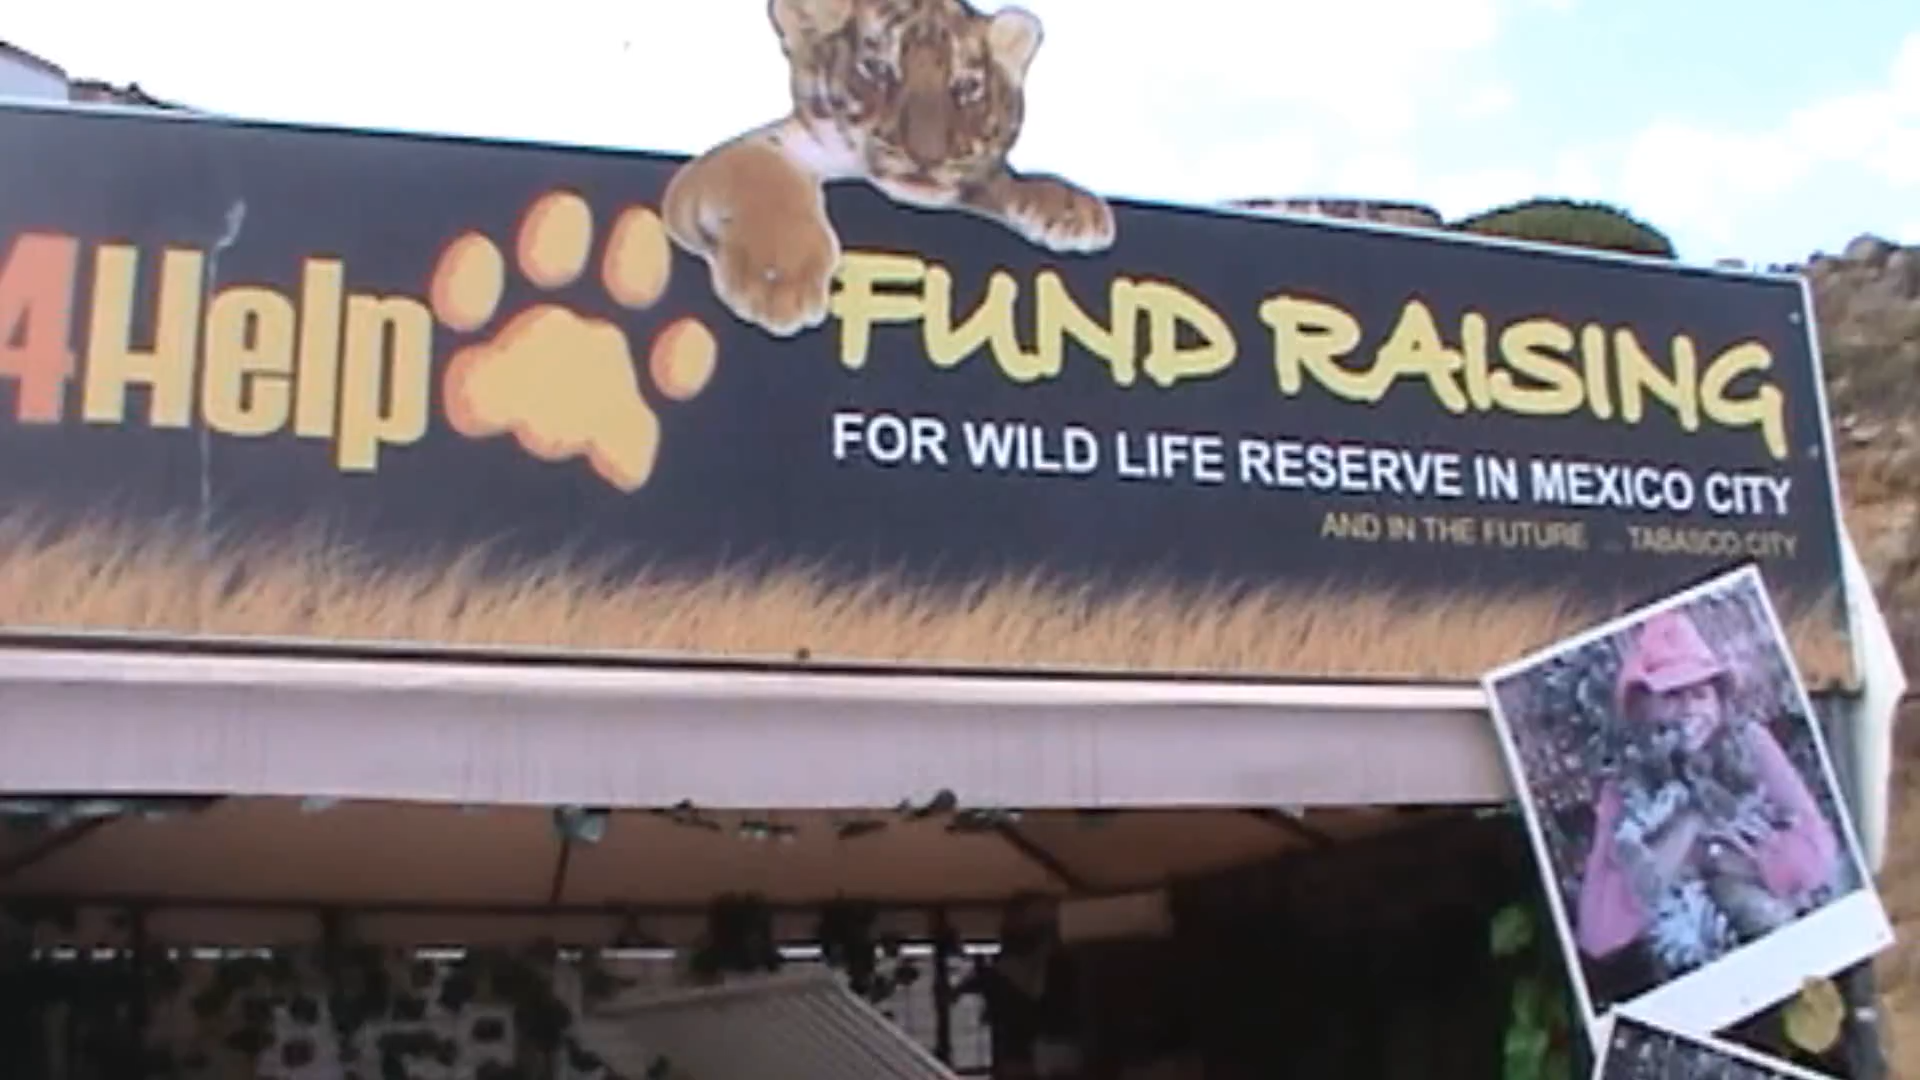 4Help
FUND RAISING
FOR WILD LIFE RESERVE IN MEXICO CITY
AND IN THE FUTURE ... TABASCO CITY